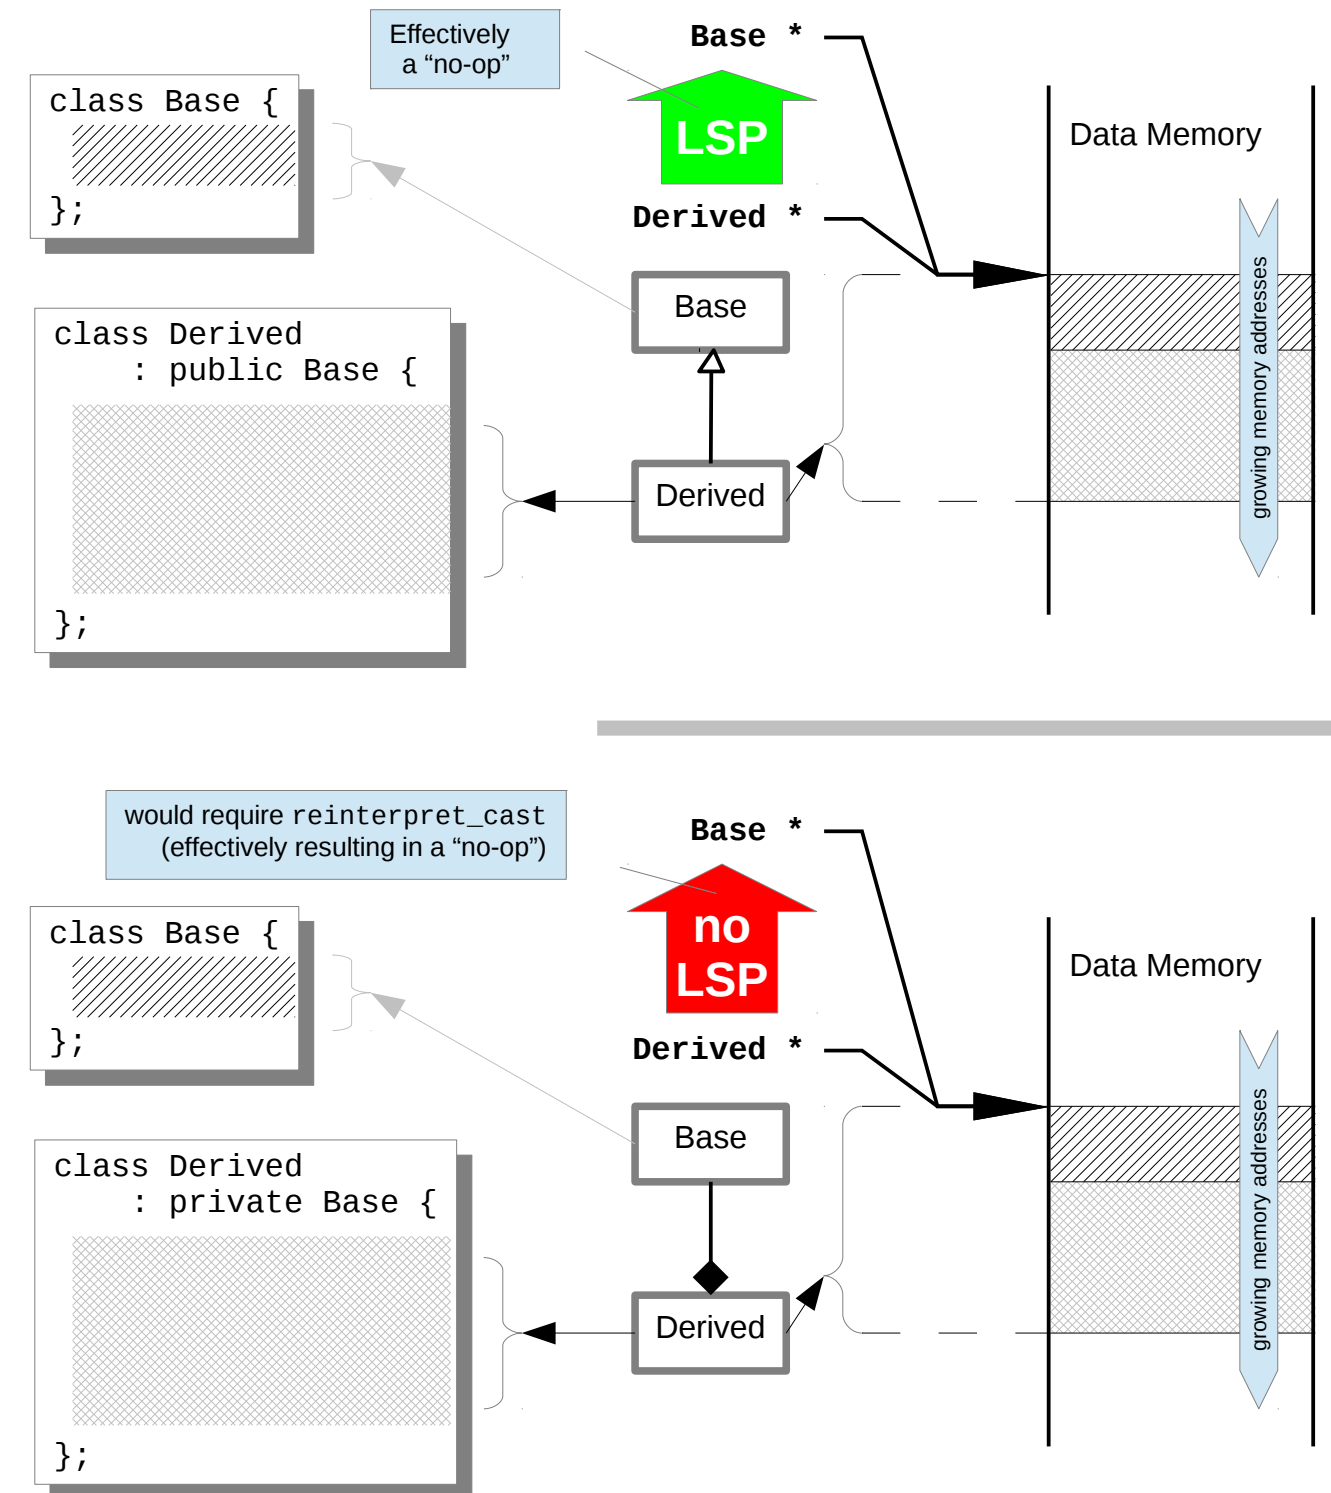 Effectively
a “no-op”
Base *
LSP
Derived *
class Base {
};
Data Memory
growing memory addresses
Base
Derived
class Derived
: public Base {
};
would require reinterpret_cast
(effectively resulting in a “no-op”)
Base *
no
LSP
Derived *
class Base {
};
Data Memory
growing memory addresses
Base
Derived
class Derived
: private Base {
};